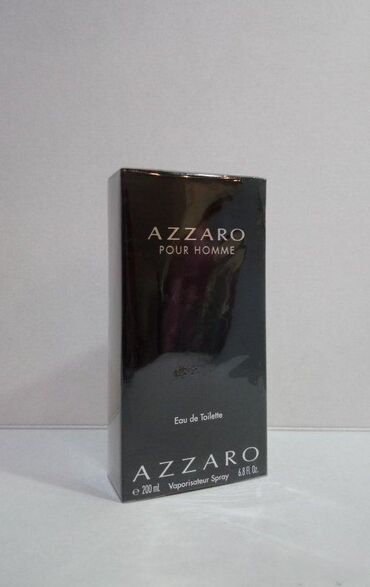 AZZARO
POUR HOMME
Eau de Toilette
AZZARO
e 200 ml Vaporisateur Spray 6.8 Fl. Oz.